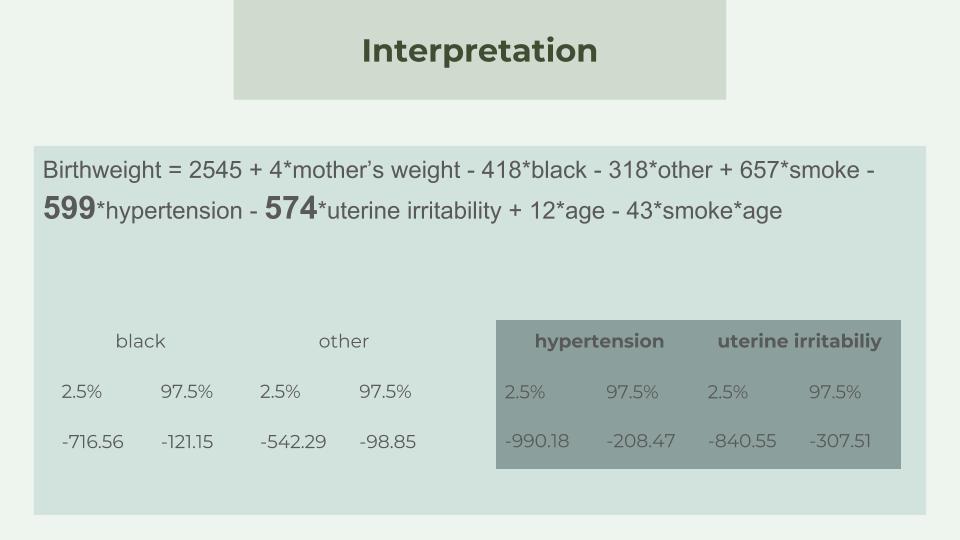 Interpretation
Birthweight = 2545 + 4*mother’s weight - 418*black - 318*other + 657*smoke -
599*hypertension - 574*uterine irritability + 12*age - 43*smoke*age
black other hypertension uterine irritabiliy
2.5% 97.5% 2.5% 97.5% 2.5% 97.5% 2.5% 97.5%
-716.56 -121.15 -542.29 -98.85 -990.18 -208.47 -840.55 -307.51